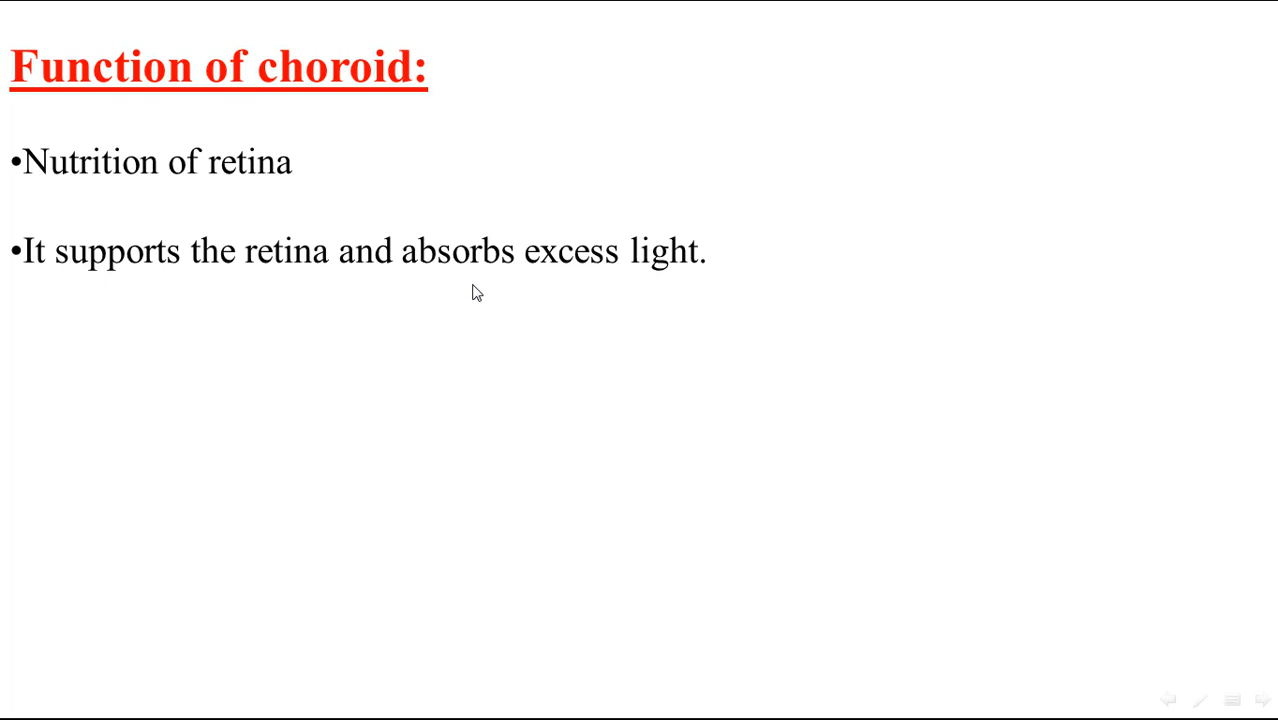 Function of choroid:
•Nutrition of retina
•It supports the retina and absorbs excess light.